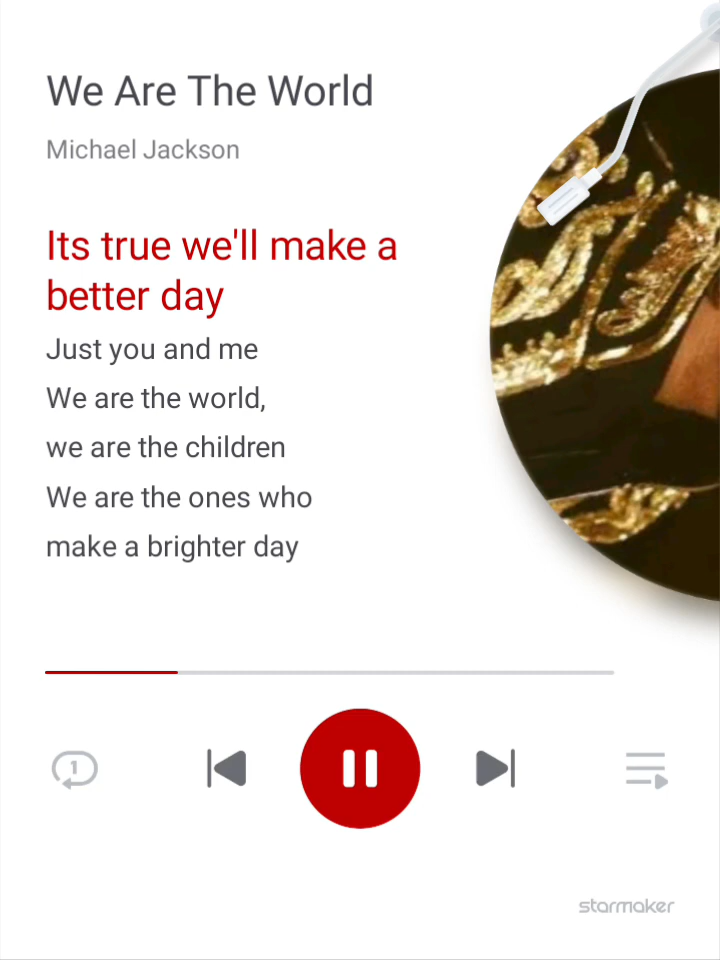 We Are The World
Michael Jackson
Its true we'll make a
better day
Just you and me
We are the world,
we are the children
We are the ones who
make a brighter day
1
starmaker